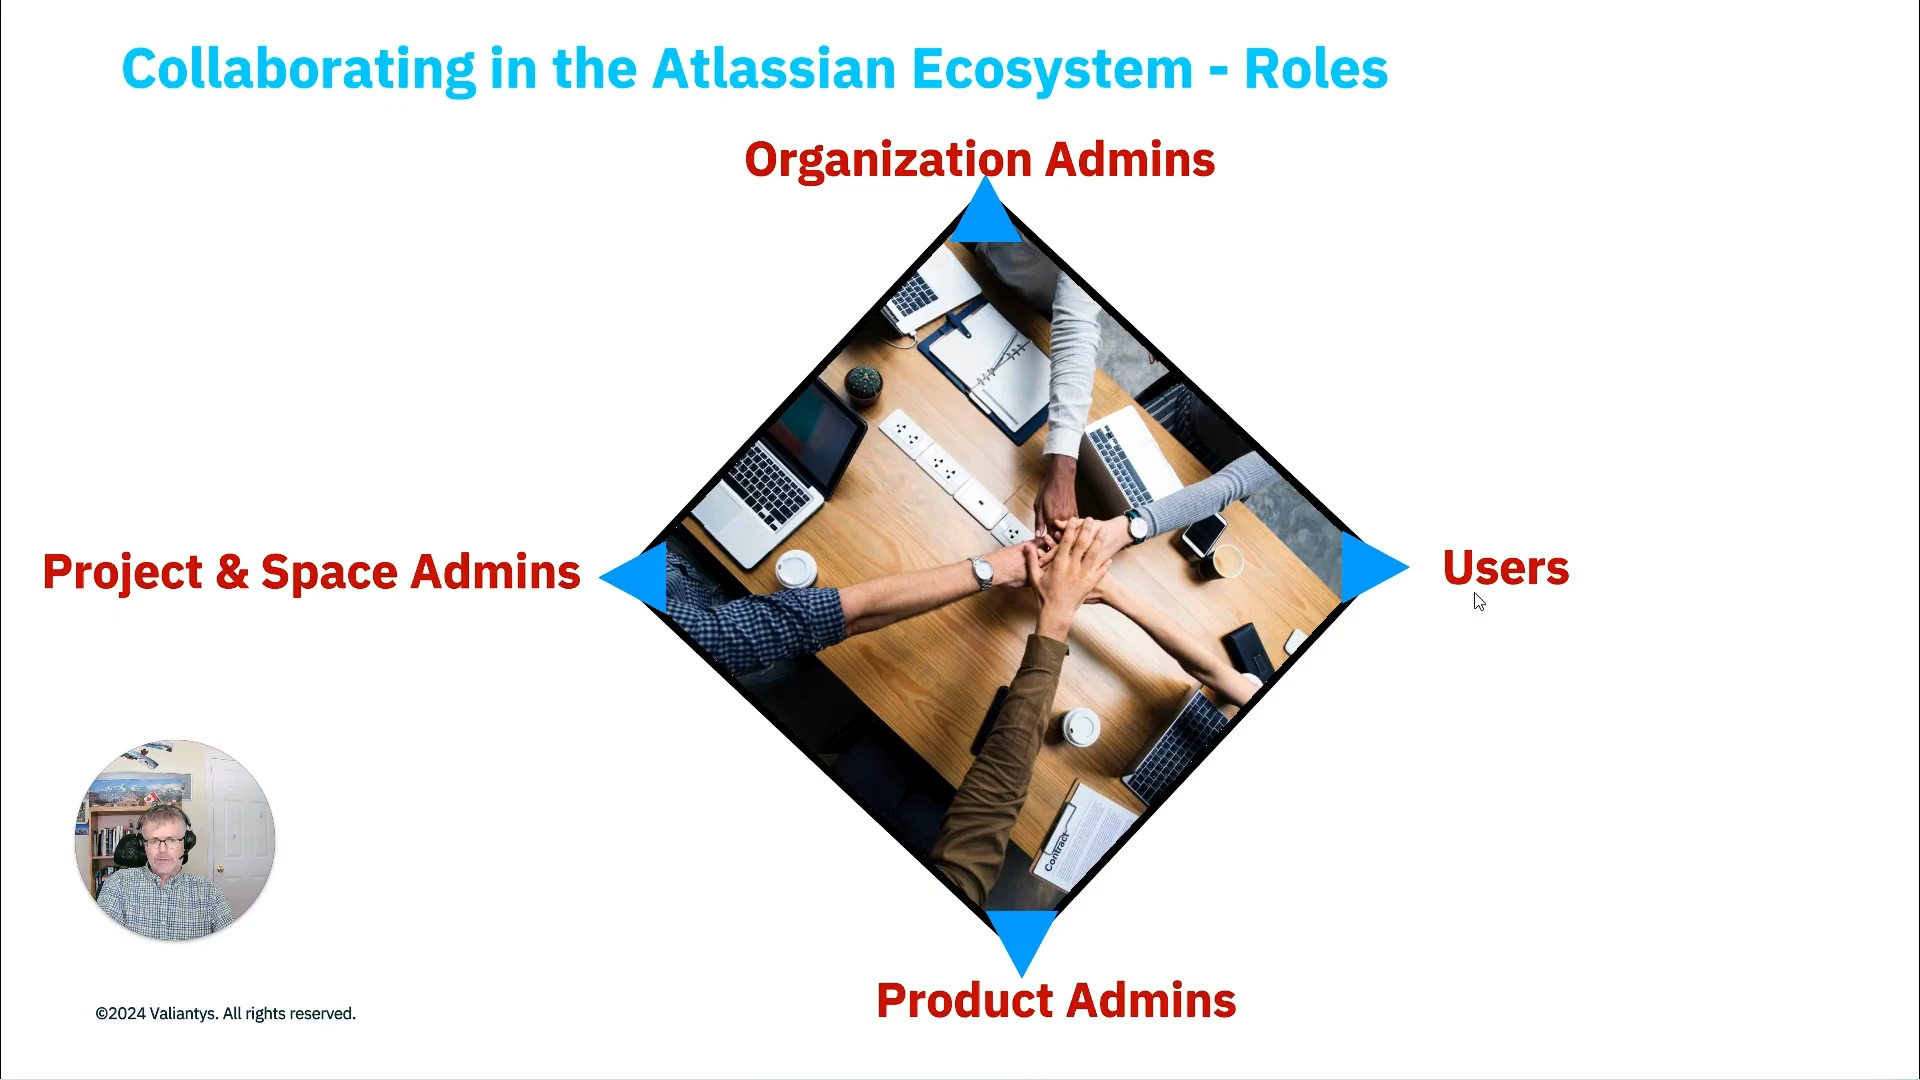 Collaborating in the Atlassian Ecosystem - Roles
Organization Admins
Project & Space Admins
Users
Contract
Product Admins
©2024 Valiantys. All rights reserved.